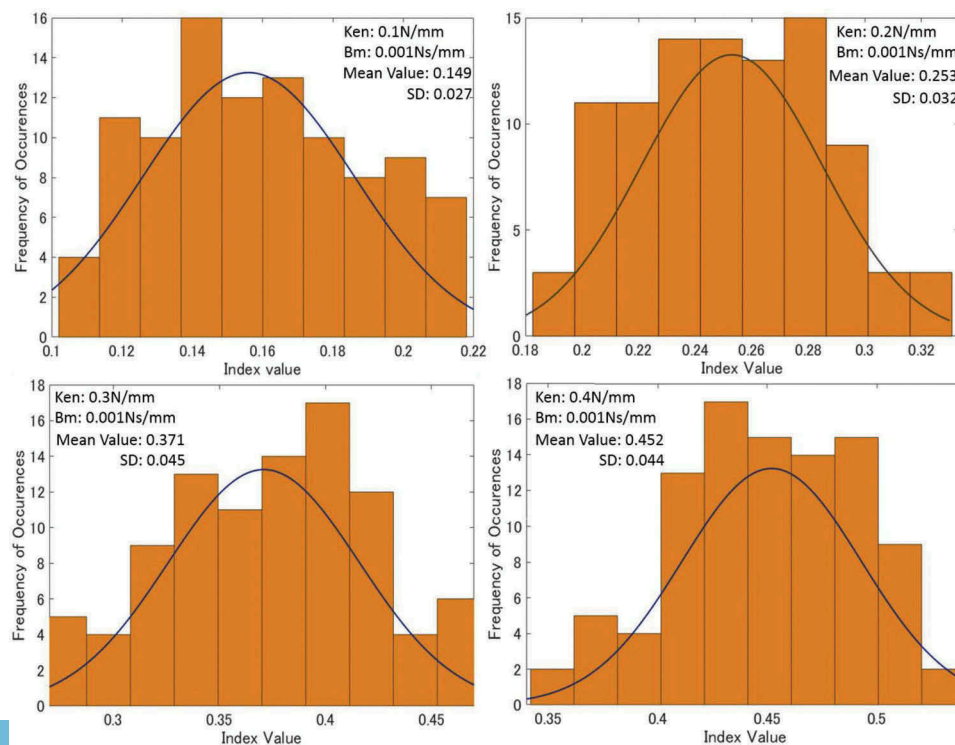 16
14
12
10
8
6
4
2
0
Frequency of Occurences
Ken: 0.1N/mm
Bm: 0.001Ns/mm
Mean Value: 0.149
SD: 0.027
0.1 0.12 0.14 0.16 0.18 0.2 0.22
Index value
15
10
5
0
Frequency of Occurences
Ken: 0.2N/mm
Bm: 0.001Ns/mm
Mean Value: 0.253
SD: 0.032
0.18 0.2 0.22 0.24 0.26 0.28 0.3 0.32
Index Value
18
16
14
12
10
8
6
4
2
0
Frequency of Occurences
Ken: 0.3N/mm
Bm: 0.001Ns/mm
Mean Value: 0.371
SD: 0.045
0.3 0.35 0.4 0.45
Index Value
18
16
14
12
10
8
6
4
2
0
Frequency of Occurences
Ken: 0.4N/mm
Bm: 0.001Ns/mm
Mean Value: 0.452
SD: 0.044
0.35 0.4 0.45 0.5
Index Value